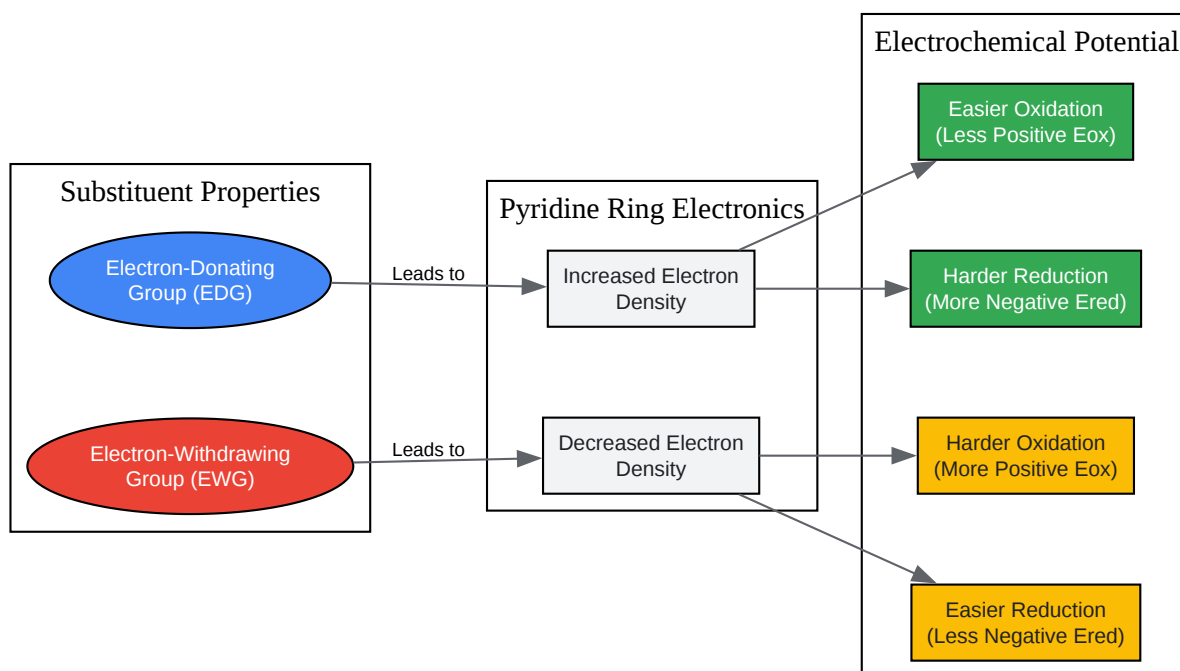 Electrochemical Potential
Easier Oxidation
(Less Positive Eox)
Substituent Properties
Pyridine Ring Electronics
Electron-Donating
Group (EDG)
Leads to
Increased Electron
Density
Harder Reduction
(More Negative Ered)
Electron-Withdrawing
Group (EWG)
Leads to
Decreased Electron
Density
Harder Oxidation
(More Positive Eox)
Easier Reduction
(Less Negative Ered)